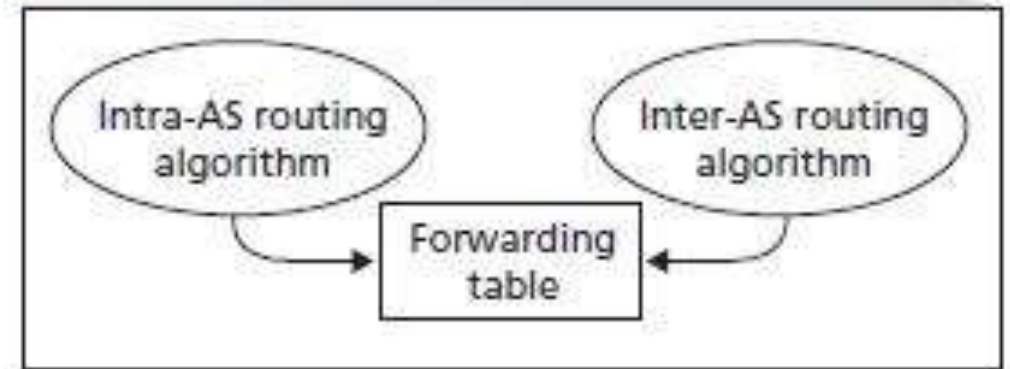 Intra-AS routing
algorithm
Inter-AS routing
algorithm
Forwarding
table